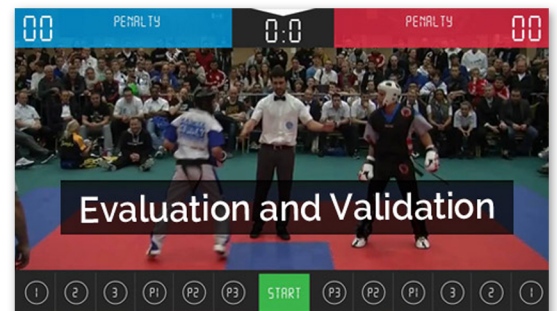 00 PENALTY 0:0 PENALTY 00
Evaluation and Validation
1 2 3 P1 P2 P3 START P3 P2 P1 3 2 1